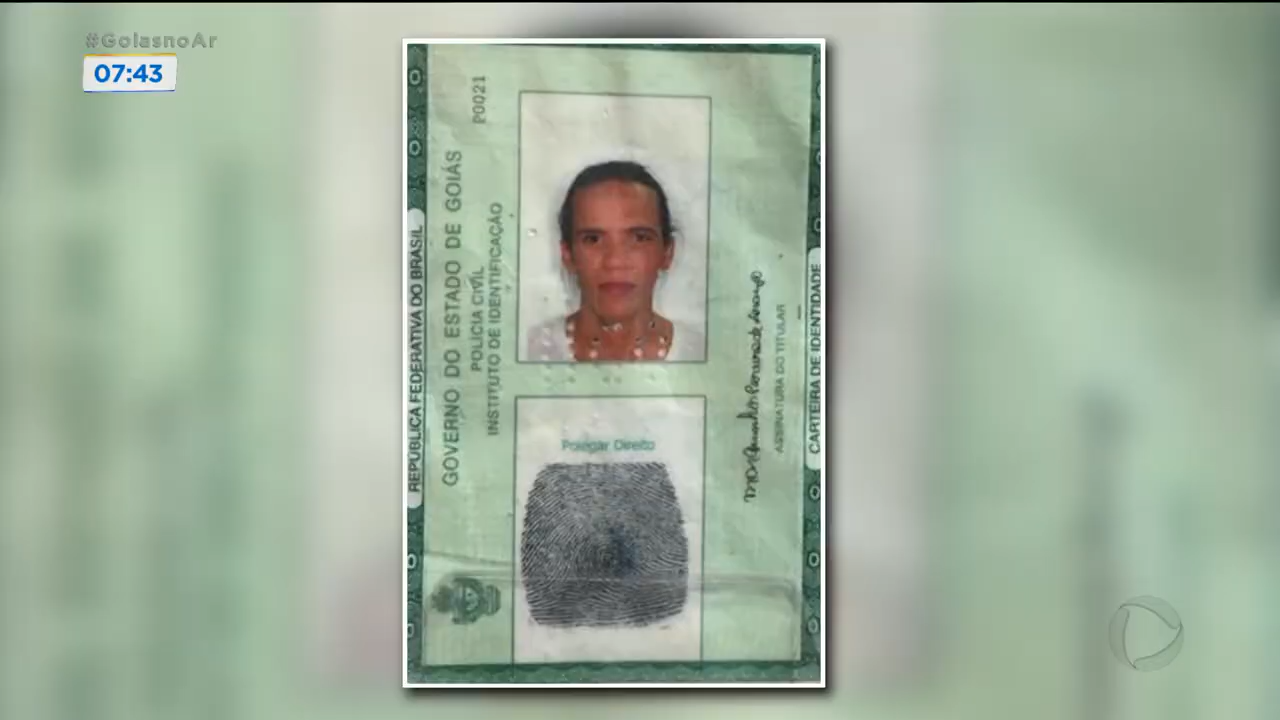 #GoiasnoAr
07:43
REPÚBLICA FEDERATIVA DO BRASIL
GOVERNO DO ESTADO DE GOIÁS
P0021
POLÍCIA CIVIL
INSTITUTO DE IDENTIFICAÇÃO
Polegar Direito
ASSINATURA DO TITULAR
CARTEIRA DE IDENTIDADE